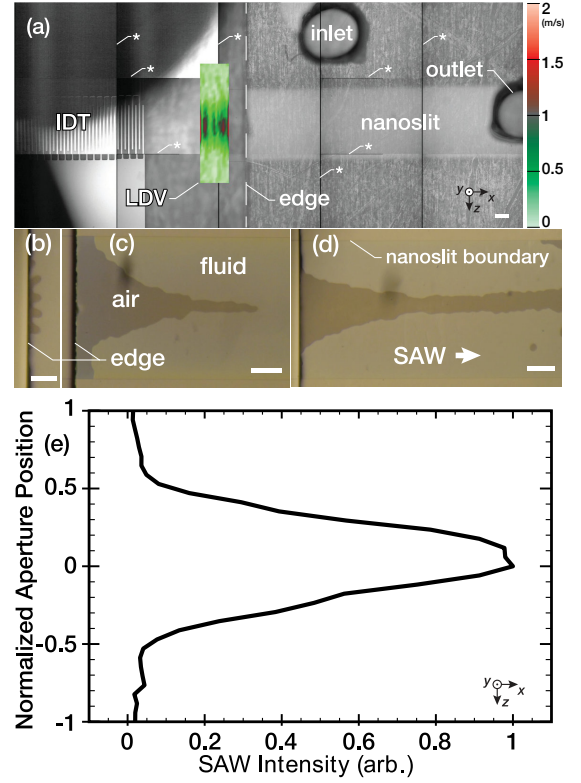 (a)
inlet
2
(m/s)
outlet
1.5
IDT
nanoslit
1
LDV
edge
0.5
y
x
z
0
* * * * * * * *
(b)
(c)
(d)
nanoslit boundary
fluid
air
edge
SAW
(e)
Normalized Aperture Position
1
0.5
0
-0.5
-1
0
0.2
0.4
0.6
0.8
1
SAW Intensity (arb.)
y
x
z